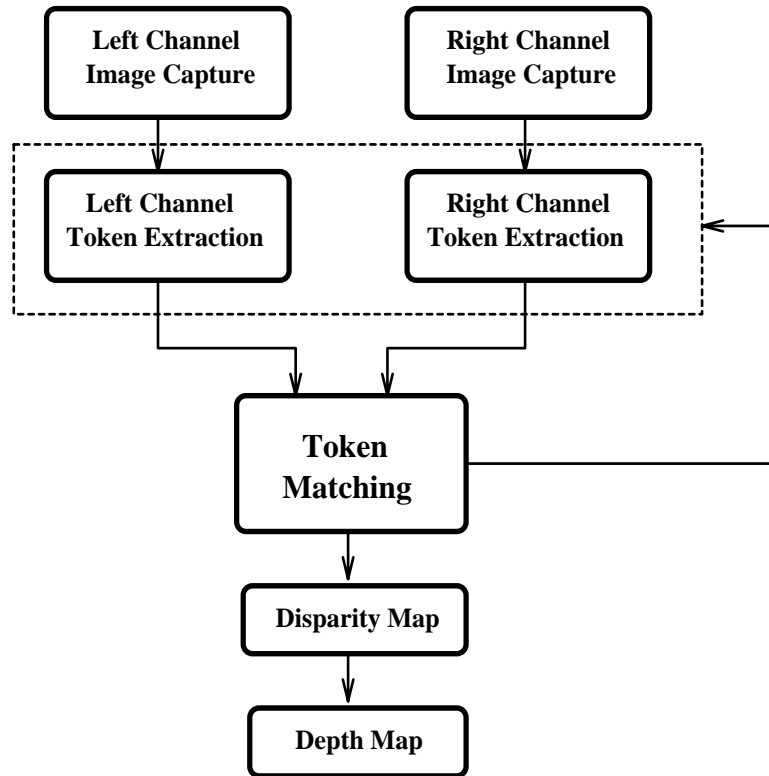 Left Channel
Image Capture
Right Channel
Image Capture
Left Channel
Token Extraction
Right Channel
Token Extraction
Token
Matching
Disparity Map
Depth Map